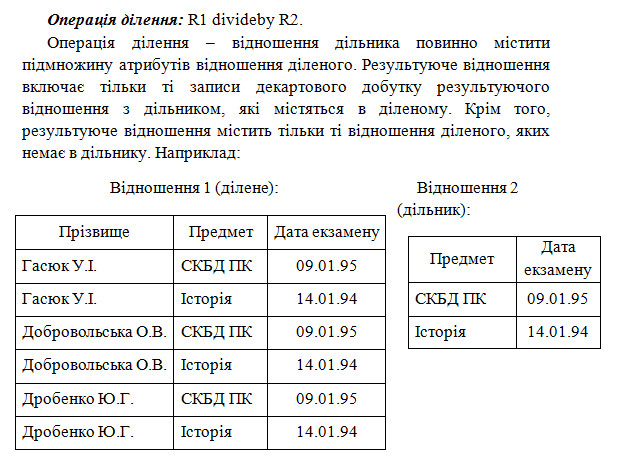 Операція ділення: R1 divideby R2.
Операція ділення – відношення дільника повинно містити
підмножину атрибутів відношення діленого. Результуюче відношення
включає тільки ті записи декартового добутку результуючого
відношення з дільником, які містяться в діленому. Крім того,
результуюче відношення містить тільки ті відношення діленого, яких
немає в дільнику. Наприклад:
Відношення 1 (ділене):
Прізвище Предмет Дата екзамену
Гасюк У.І. СКБД ПК 09.01.95
Гасюк У.І. Історія 14.01.94
Добровольська О.В. СКБД ПК 09.01.95
Добровольська О.В. Історія 14.01.94
Дробенко Ю.Г. СКБД ПК 09.01.95
Дробенко Ю.Г. Історія 14.01.94
Відношення 2
(дільник):
Предмет Дата
екзамену
СКБД ПК 09.01.95
Історія 14.01.94